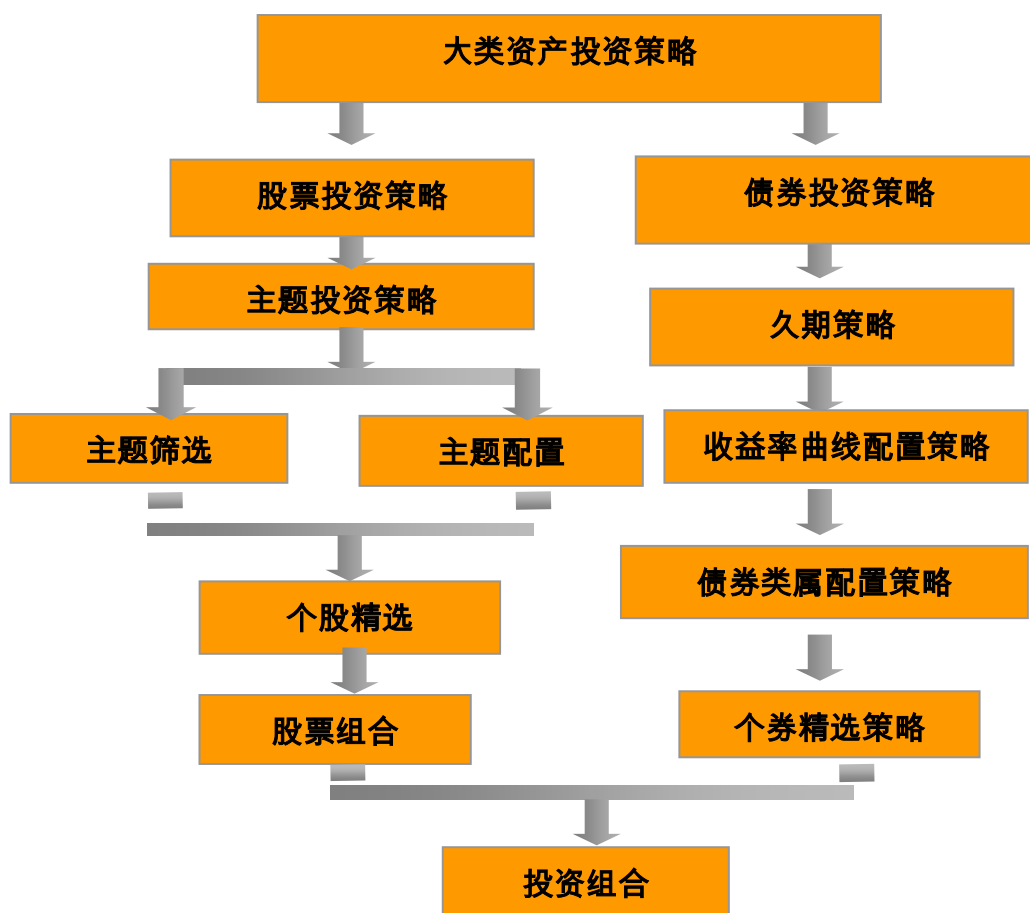 大类资产投资策略
股票投资策略
债券投资策略
主题投资策略
久期策略
主题筛选
主题配置
收益率曲线配置策略
债券类属配置策略
个股精选
股票组合
个券精选策略
投资组合